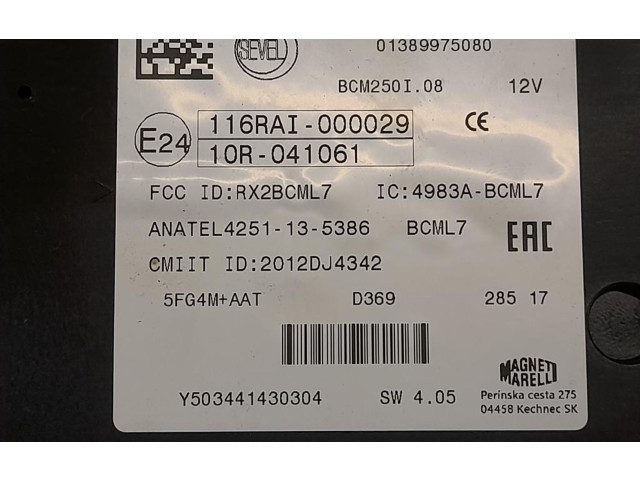 SEVEL
01389975080
BCM250I.08 12V
E24 116RAI-000029 CE
10R-041061
FCC ID:RX2BCML7 IC:4983A-BCML7
ANATEL4251-13-5386 BCML7 EAC
CMIIT ID:2012DJ4342
5FG4M+AAT D369 285 17
MAGNETI
MARELLI
Y503441430304 SW 4.05
Perinska cesta 275
04458 Kechnec SK